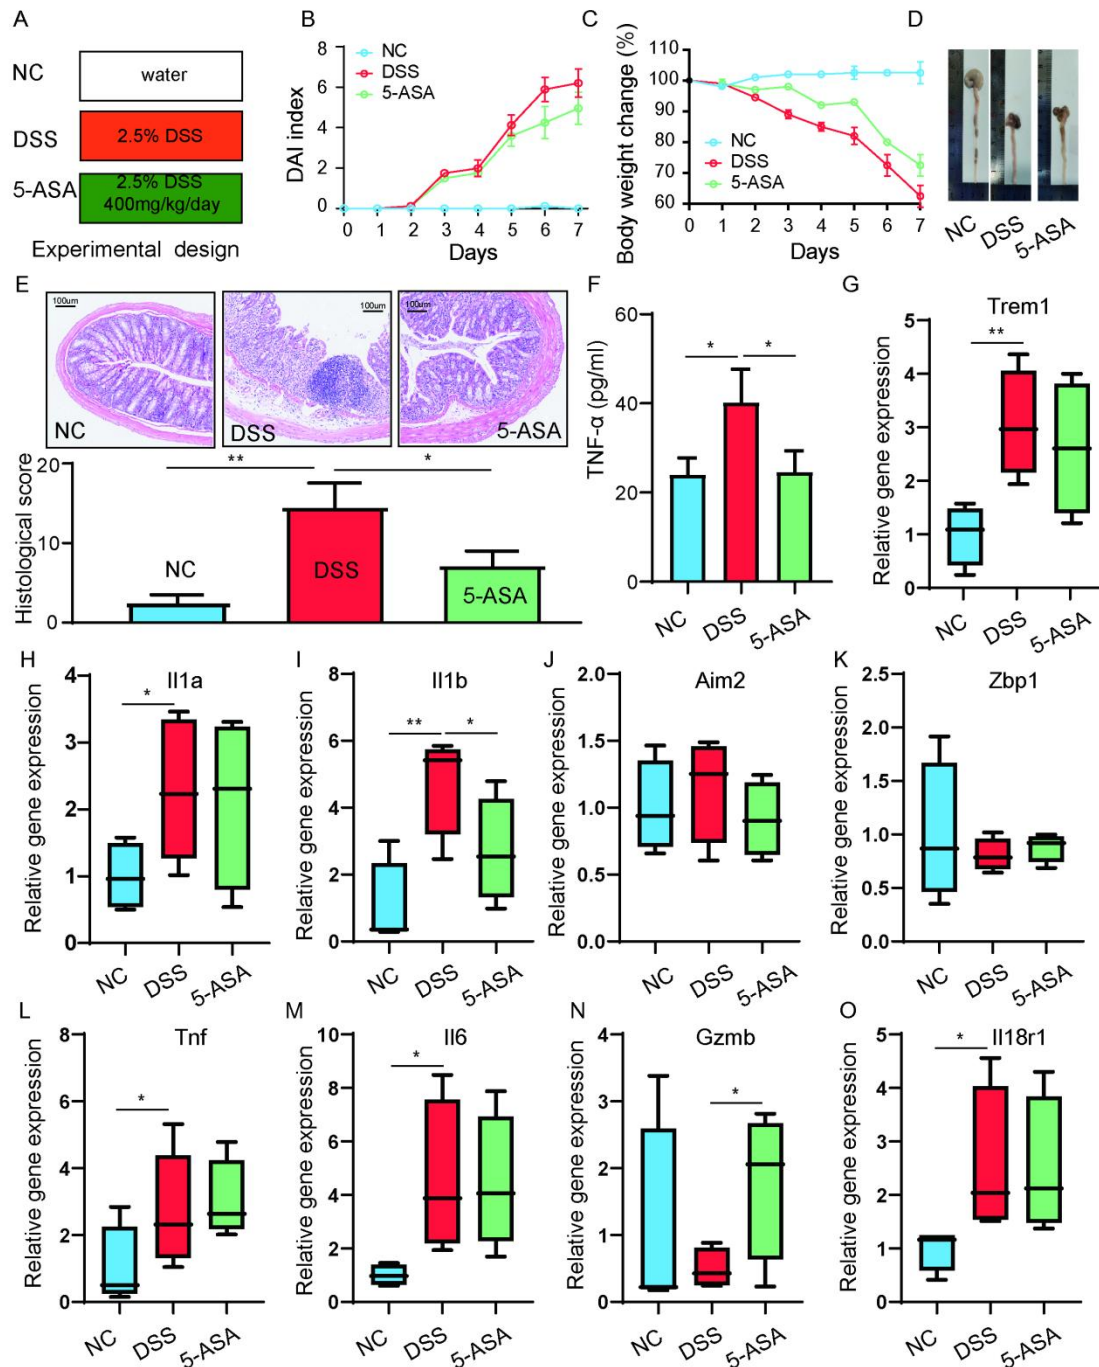 A
NC
water
DSS
2.5% DSS
5-ASA
2.5% DSS
400mg/kg/day
Experimental design
B
DAI index
8
6
4
2
0
NC
DSS
5-ASA
0 1 2 3 4 5 6 7
Days
C
Body weight change (%)
110
100
90
80
70
60
NC
DSS
5-ASA
0 1 2 3 4 5 6 7
Days
D
NC DSS 5-ASA
E
100um
NC
100um
DSS
100um
5-ASA
Histological score
20
10
0
**
*
NC
DSS
5-ASA
F
TNF-α (pg/ml)
60
40
20
0
*
*
NC DSS 5-ASA
G
Trem1
Relative gene expression
5
4
3
2
1
0
**
NC DSS 5-ASA
H
Il1a
Relative gene expression
4
3
2
1
0
*
NC DSS 5-ASA
I
Il1b
Relative gene expression
8
6
4
2
0
**
*
NC DSS 5-ASA
J
Aim2
Relative gene expression
2.0
1.5
1.0
0.5
0.0
NC DSS 5-ASA
K
Zbp1
Relative gene expression
2.5
2.0
1.5
1.0
0.5
0.0
NC DSS 5-ASA
L
Tnf
Relative gene expression
8
6
4
2
0
*
NC DSS 5-ASA
M
Il6
Relative gene expression
10
8
6
4
2
0
*
NC DSS 5-ASA
N
Gzmb
Relative gene expression
4
3
2
1
0
*
NC DSS 5-ASA
O
Il18r1
Relative gene expression
5
4
3
2
1
0
*
NC DSS 5-ASA